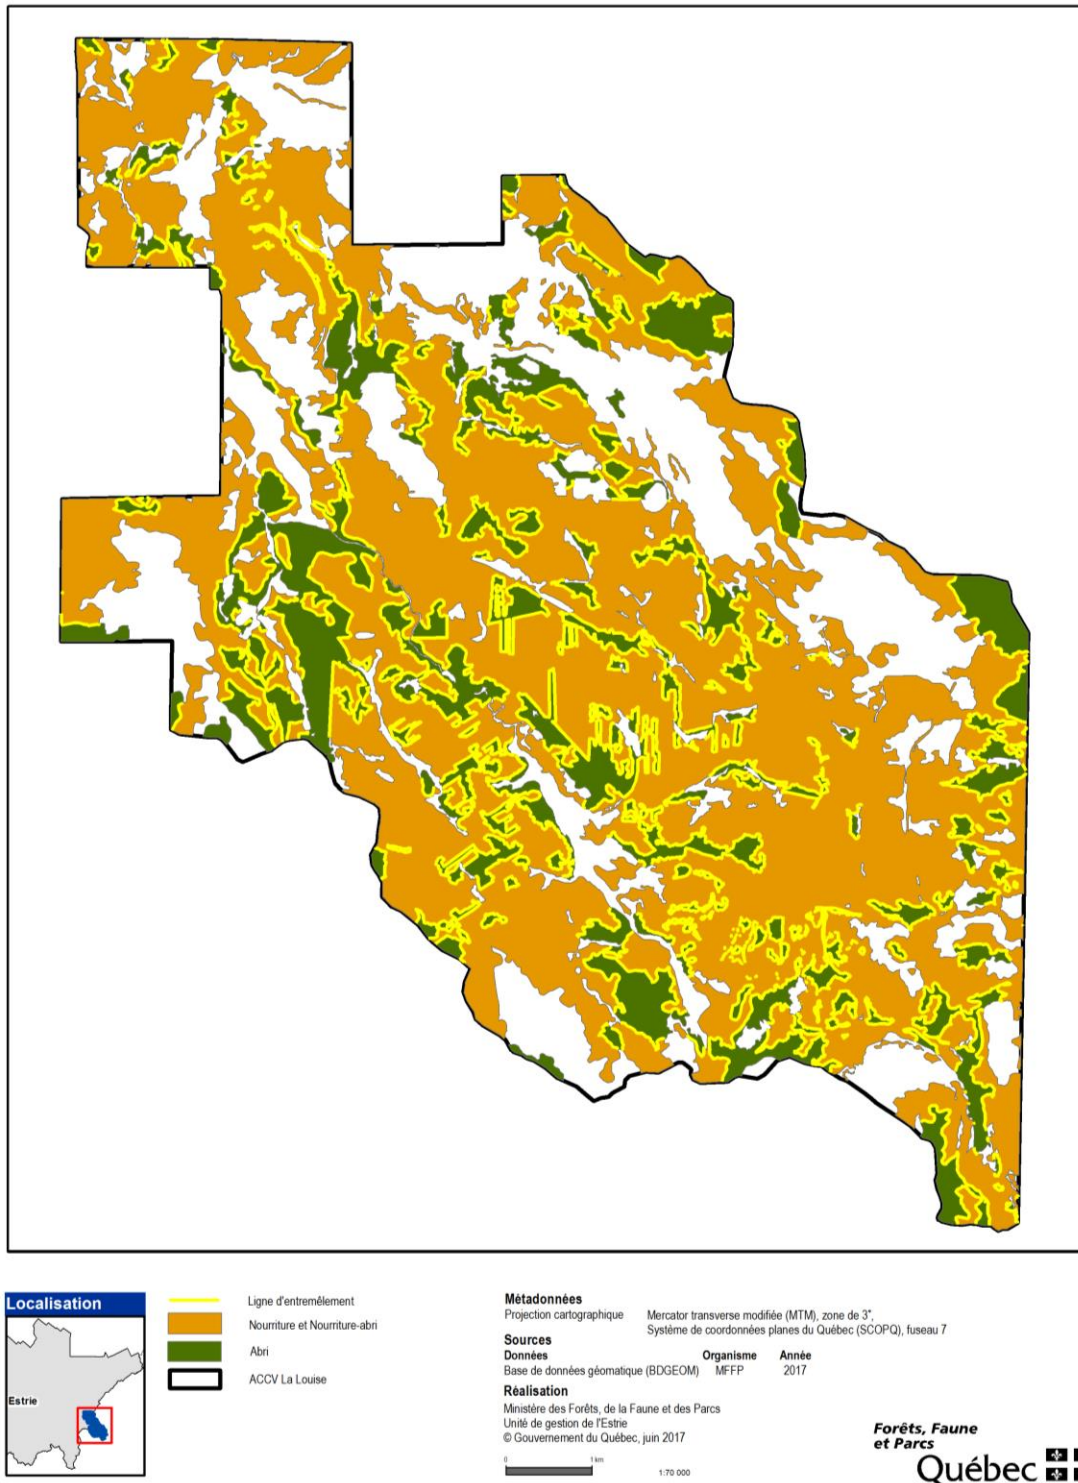 Localisation
Estrie
Ligne d'entremêlement
Nourriture et Nourriture-abri
Abri
ACCV La Louise
Métadonnées
Projection cartographique Mercator transverse modifiée (MTM), zone de 3°,
Système de coordonnées planes du Québec (SCOPQ), fuseau 7
Sources
Données Organisme Année
Base de données géomatique (BDGEOM) MFFP 2017
Réalisation
Ministère des Forêts, de la Faune et des Parcs
Unité de gestion de l'Estrie
© Gouvernement du Québec, juin 2017
0 1 km
1:70 000
Forêts, Faune
et Parcs
Québec